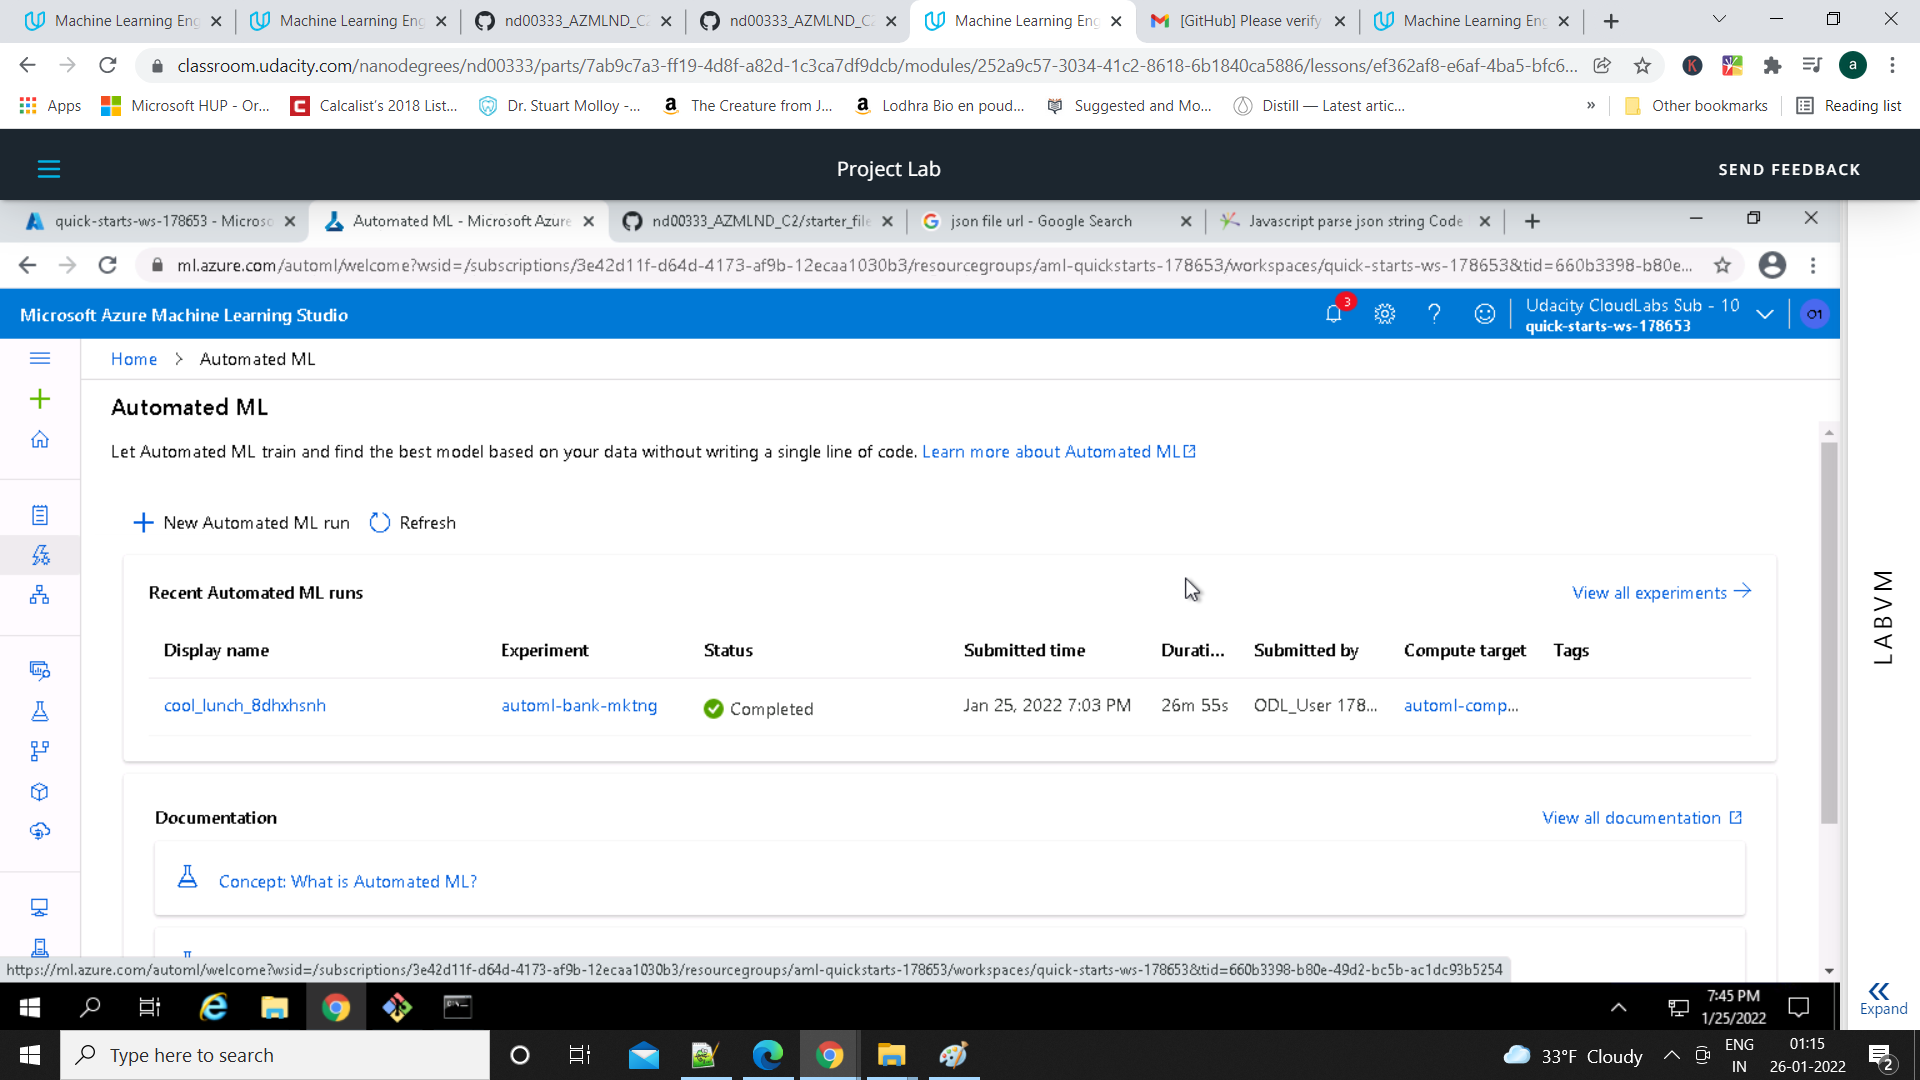 Machine Learning Eng
Machine Learning Eng
nd00333_AZMLND_C2
nd00333_AZMLND_C2
Machine Learning Eng
[GitHub] Please verify
Machine Learning Eng
classroom.udacity.com/nanodegrees/nd00333/parts/7ab9c7a3-ff19-4d8f-a82d-1c3ca7df9dcb/modules/252a9c57-3034-41c2-8618-6b1840ca5886/lessons/ef362af8-e6af-4ba5-bfc6...
K
a
Apps
Microsoft HUP - Or...
Calcalist's 2018 List...
Dr. Stuart Molloy -...
The Creature from J...
Lodhra Bio en poud...
Suggested and Mo...
Distill — Latest artic...
»
Other bookmarks
Reading list
Project Lab
SEND FEEDBACK
quick-starts-ws-178653 - Microso
Automated ML - Microsoft Azure
nd00333_AZMLND_C2/starter_file
json file url - Google Search
Javascript parse json string Code
ml.azure.com/automl/welcome?wsid=/subscriptions/3e42d11f-d64d-4173-af9b-12ecaa1030b3/resourcegroups/aml-quickstarts-178653/workspaces/quick-starts-ws-178653&tid=660b3398-b80e...
Microsoft Azure Machine Learning Studio
3
?
Udacity CloudLabs Sub - 10
quick-starts-ws-178653
O1
Home > Automated ML
Automated ML
Let Automated ML train and find the best model based on your data without writing a single line of code. Learn more about Automated ML
New Automated ML run
Refresh
Recent Automated ML runs
View all experiments
Display name Experiment Status Submitted time Durati... Submitted by Compute target Tags
cool_lunch_8dhxhsnh automl-bank-mktng Completed Jan 25, 2022 7:03 PM 26m 55s ODL_User 178... automl-comp...
LABVM
Documentation
View all documentation
Concept: What is Automated ML?
https://ml.azure.com/automl/welcome?wsid=/subscriptions/3e42d11f-d64d-4173-af9b-12ecaa1030b3/resourcegroups/aml-quickstarts-178653/workspaces/quick-starts-ws-178653&tid=660b3398-b80e-49d2-bc5b-ac1dc93b5254
7:45 PM
1/25/2022
Expand
Type here to search
33°F Cloudy
ENG
IN
01:15
26-01-2022
2